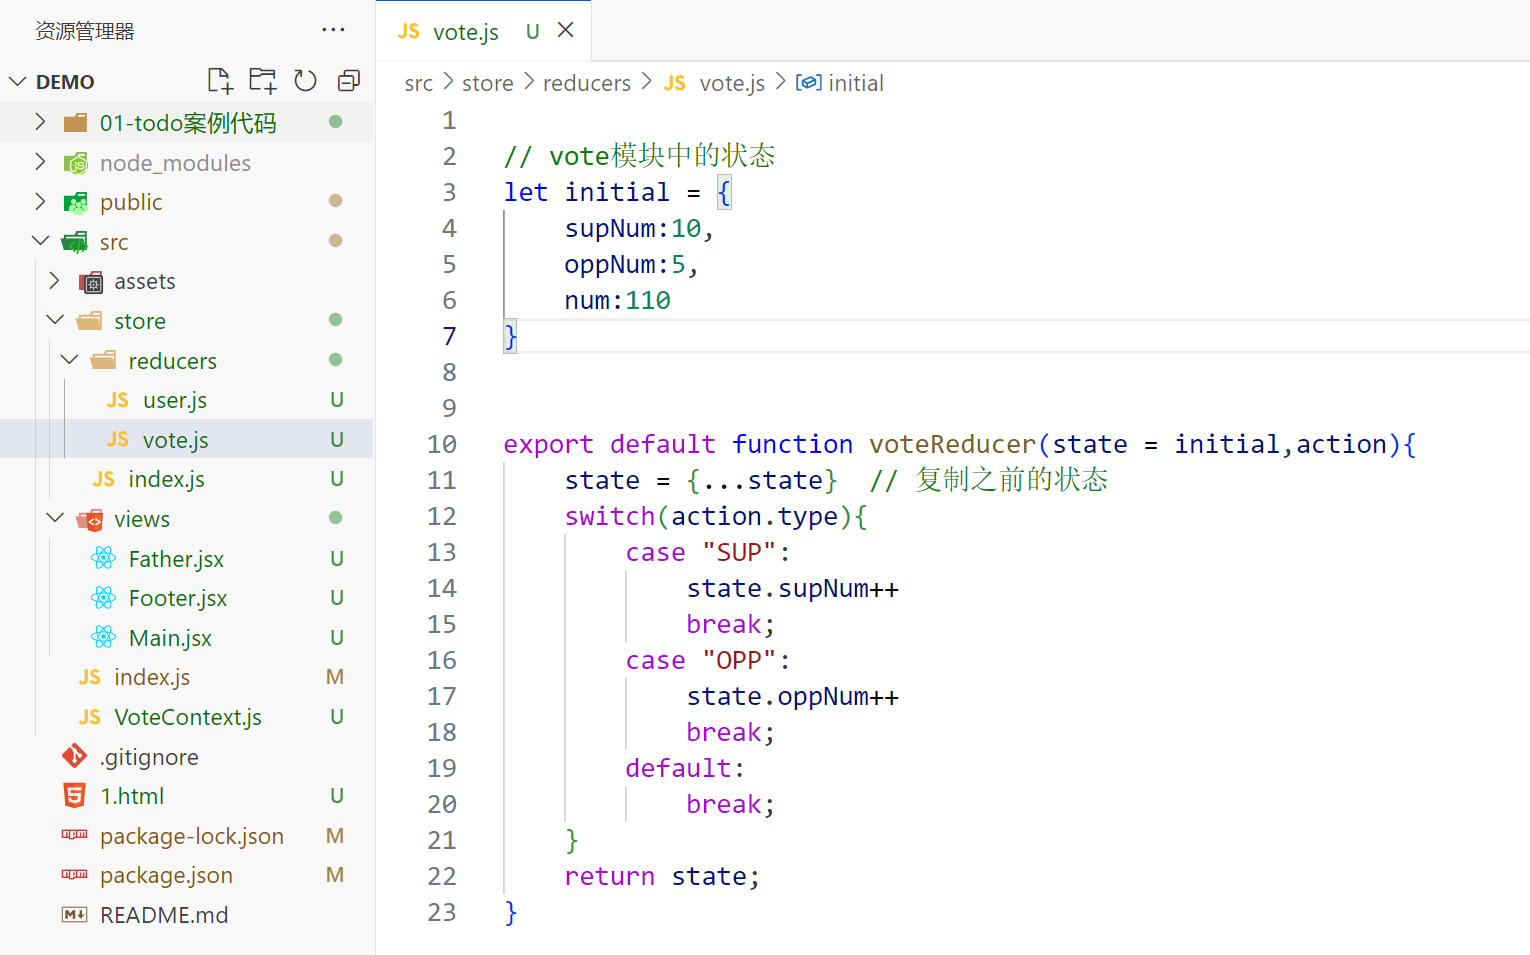 资源管理器 ···
DEMO
01-todo案例代码
node_modules
public
src
assets
store
reducers
JS user.js U
JS vote.js U
JS index.js U
views
Father.jsx U
Footer.jsx U
Main.jsx U
JS index.js M
JS VoteContext.js U
.gitignore
1.html U
package-lock.json M
package.json M
README.md
JS vote.js U
src > store > reducers > JS vote.js > initial
1
2 // vote模块中的状态
3 let initial = {
4 supNum:10,
5 oppNum:5,
6 num:110
7 }
8
9
10 export default function voteReducer(state = initial,action){
11 state = {...state} // 复制之前的状态
12 switch(action.type){
13 case "SUP":
14 state.supNum++
15 break;
16 case "OPP":
17 state.oppNum++
18 break;
19 default:
20 break;
21 }
22 return state;
23 }